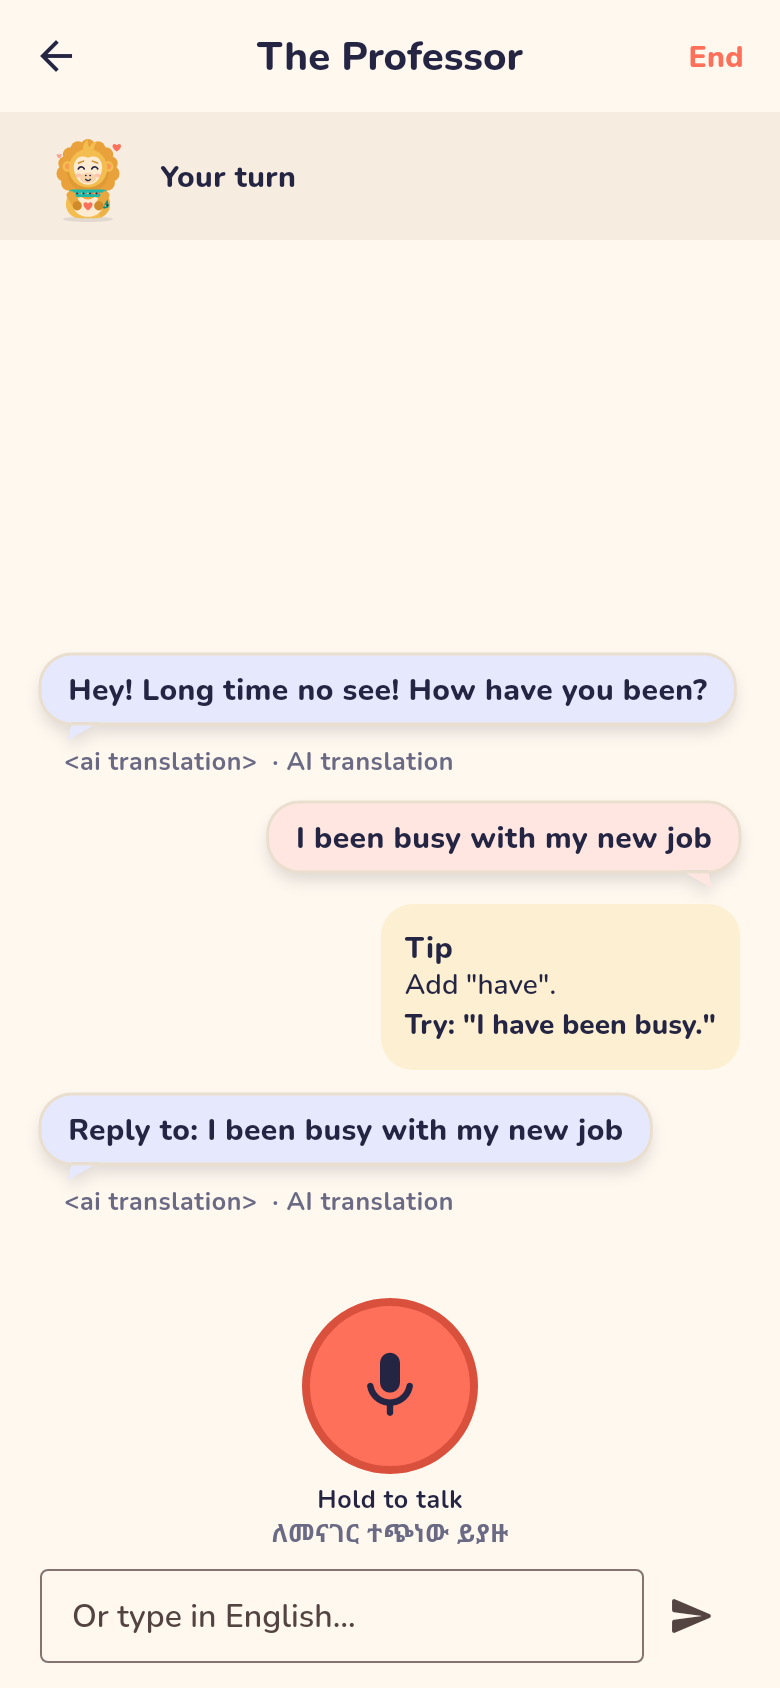 The Professor
End
Your turn
Hey! Long time no see! How have you been?
<ai translation> · AI translation
I been busy with my new job
Tip
Add "have".
Try: "I have been busy."
Reply to: I been busy with my new job
<ai translation> · AI translation
Hold to talk
ለመናገር ተጭነው ይያዙ
Or type in English...